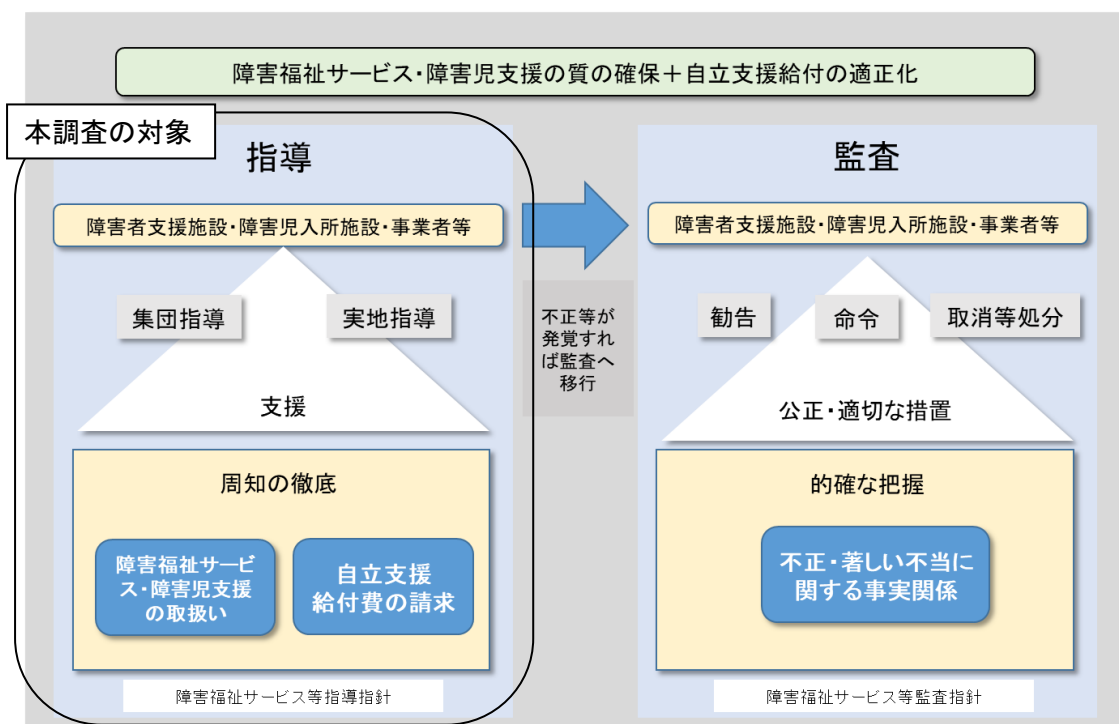 障害福祉サービス・障害児支援の質の確保＋自立支援給付の適正化
本調査の対象
指導
障害者支援施設・障害児入所施設・事業者等
集団指導
実地指導
支援
周知の徹底
障害福祉サービ
ス・障害児支援
の取扱い
自立支援
給付費の請求
障害福祉サービス等指導指針
不正等が
発覚すれ
ば監査へ
移行
監査
障害者支援施設・障害児入所施設・事業者等
勧告
命令
取消等処分
公正・適切な措置
的確な把握
不正・著しい不当に
関する事実関係
障害福祉サービス等監査指針